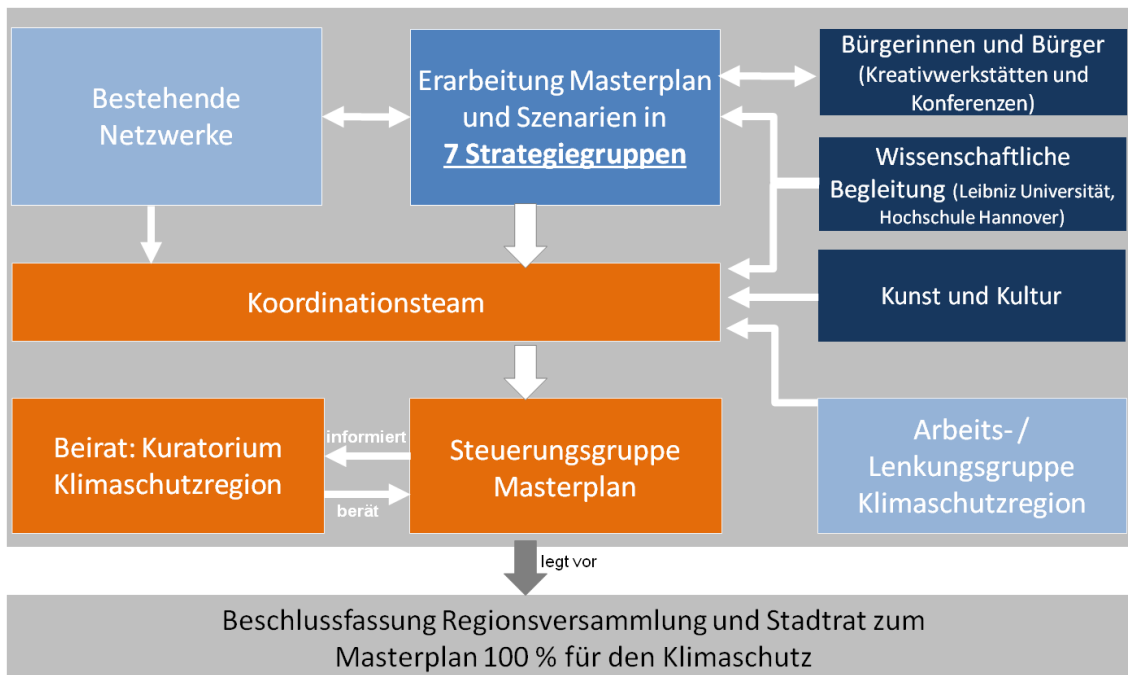 Bestehende
Netzwerke
Erarbeitung Masterplan
und Szenarien in
7 Strategiegruppen
Bürgerinnen und Bürger
(Kreativwerkstätten und
Konferenzen)
Wissenschaftliche
Begleitung (Leibniz Universität,
Hochschule Hannover)
Koordinationsteam
Kunst und Kultur
Beirat: Kuratorium
Klimaschutzregion
informiert
berät
Steuerungsgruppe
Masterplan
Arbeits- /
Lenkungsgruppe
Klimaschutzregion
legt vor
Beschlussfassung Regionsversammlung und Stadtrat zum
Masterplan 100 % für den Klimaschutz